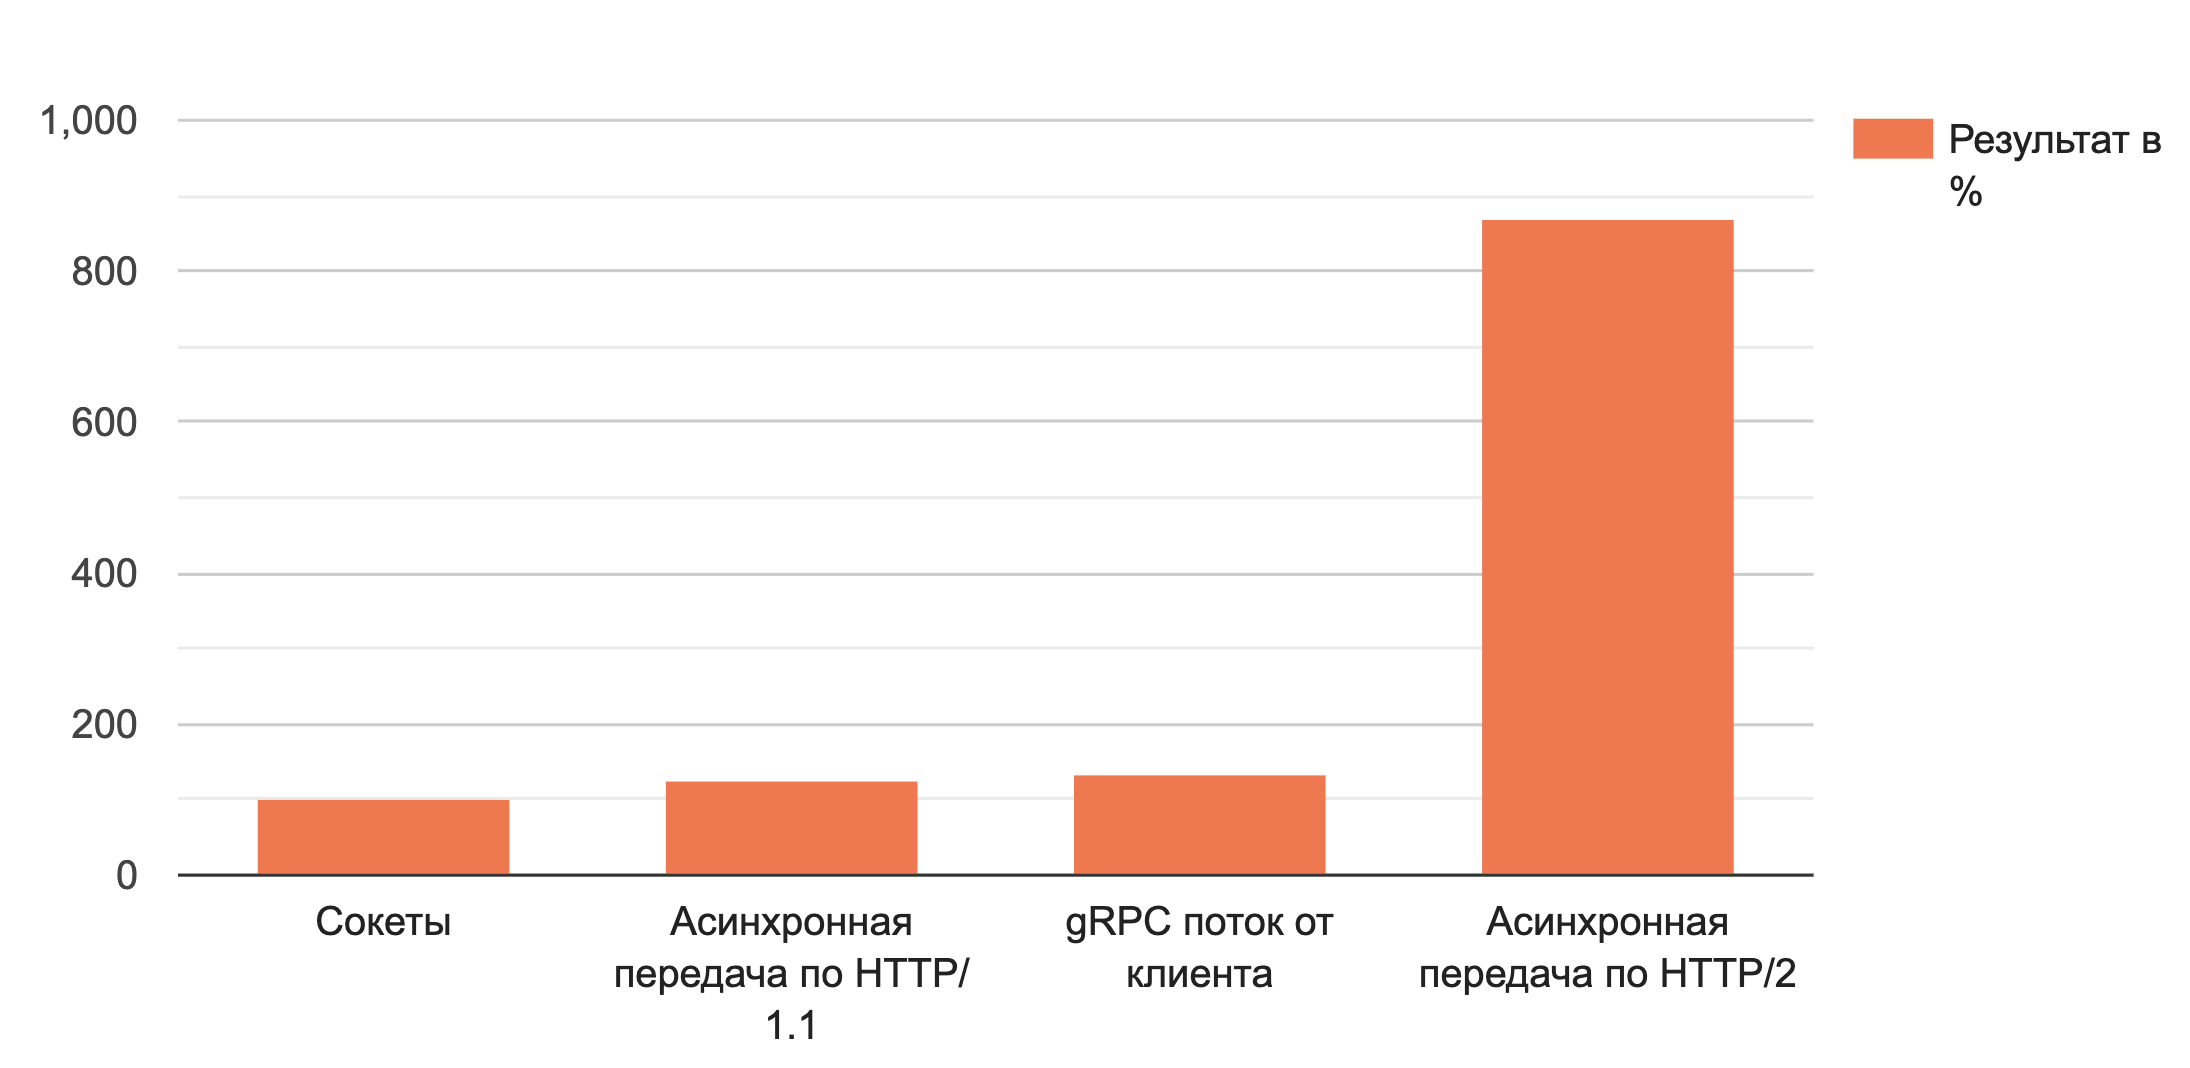 1,000
800
600
400
200
0
Результат в
%
Сокеты
Асинхронная
передача по HTTP/
1.1
gRPC поток от
клиента
Асинхронная
передача по HTTP/2